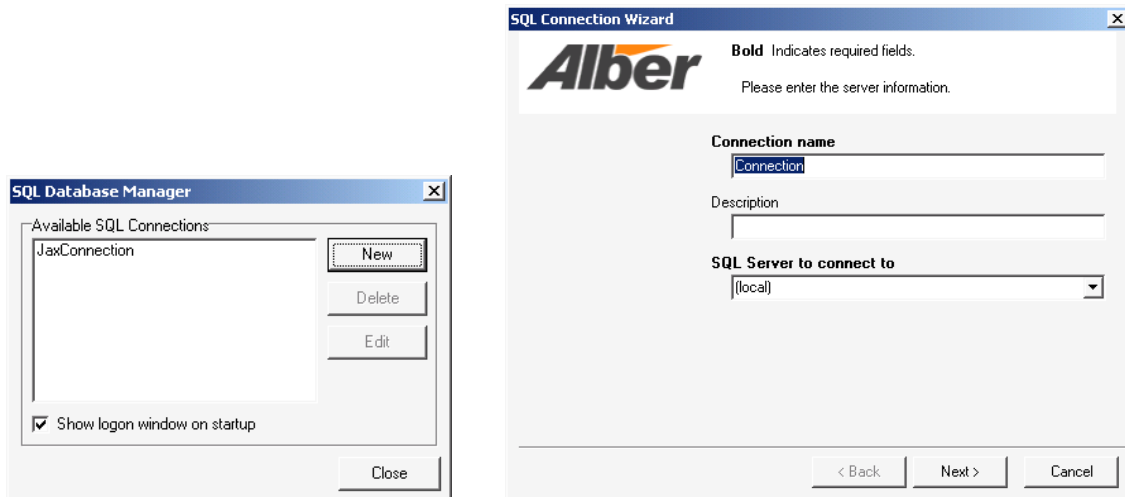 SQL Database Manager
Available SQL Connections
JaxConnection
New
Delete
Edit
Show logon window on startup
Close
SQL Connection Wizard
Alber
Bold Indicates required fields.
Please enter the server information.
Connection name
Connection
Description
SQL Server to connect to
(local)
< Back
Next >
Cancel